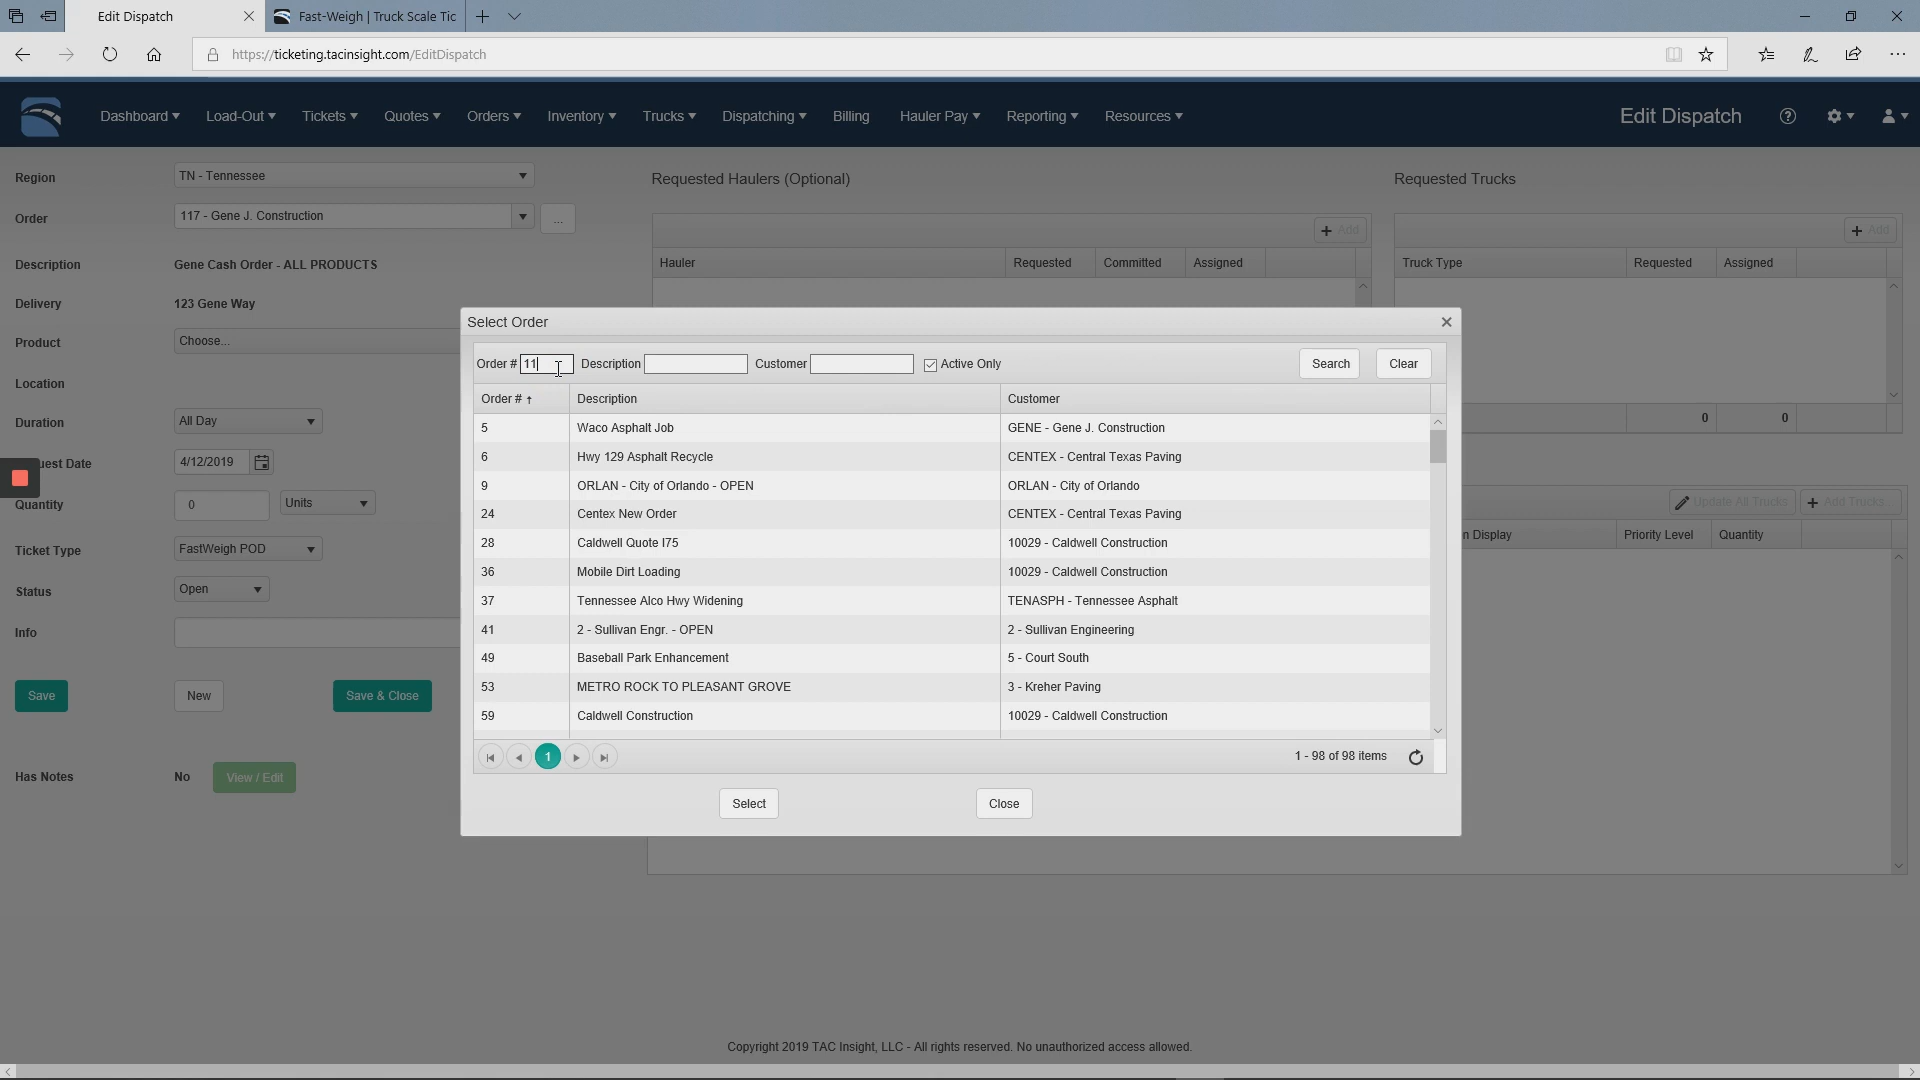 Edit Dispatch
Fast-Weigh | Truck Scale Tic
https://ticketing.tacinsight.com/EditDispatch
Dashboard Load-Out Tickets Quotes Orders Inventory Trucks Dispatching Billing Hauler Pay Reporting Resources Edit Dispatch
Region TN - Tennessee Requested Haulers (Optional) Requested Trucks
Order 117 - Gene J. Construction ...
+ Add + Add
Description Gene Cash Order - ALL PRODUCTS
Hauler Requested Committed Assigned Truck Type Requested Assigned
Delivery 123 Gene Way
Product Choose...
Location
Duration All Day 0 0
uest Date 4/12/2019
Quantity 0 Units Update All Trucks + Add Trucks
n Display Priority Level Quantity
Ticket Type FastWeigh POD
Status Open
Info
Save New Save & Close
Has Notes No View / Edit
Select Order
Order # 11 Description Customer Active Only Search Clear
Order # ↑ Description Customer
5 Waco Asphalt Job GENE - Gene J. Construction
6 Hwy 129 Asphalt Recycle CENTEX - Central Texas Paving
9 ORLAN - City of Orlando - OPEN ORLAN - City of Orlando
24 Centex New Order CENTEX - Central Texas Paving
28 Caldwell Quote I75 10029 - Caldwell Construction
36 Mobile Dirt Loading 10029 - Caldwell Construction
37 Tennessee Alco Hwy Widening TENASPH - Tennessee Asphalt
41 2 - Sullivan Engr. - OPEN 2 - Sullivan Engineering
49 Baseball Park Enhancement 5 - Court South
53 METRO ROCK TO PLEASANT GROVE 3 - Kreher Paving
59 Caldwell Construction 10029 - Caldwell Construction
1 1 - 98 of 98 items
Select Close
Copyright 2019 TAC Insight, LLC - All rights reserved. No unauthorized access allowed.